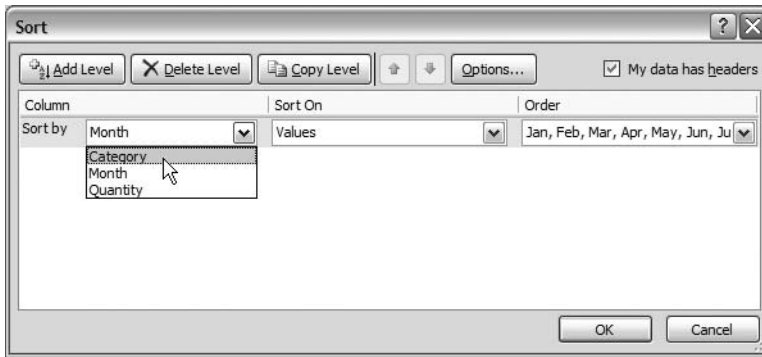 Sort
Add Level Delete Level Copy Level Options... My data has headers
Column Sort On Order
Sort by Month Values Jan, Feb, Mar, Apr, May, Jun, Ju
Category
Month
Quantity
OK Cancel